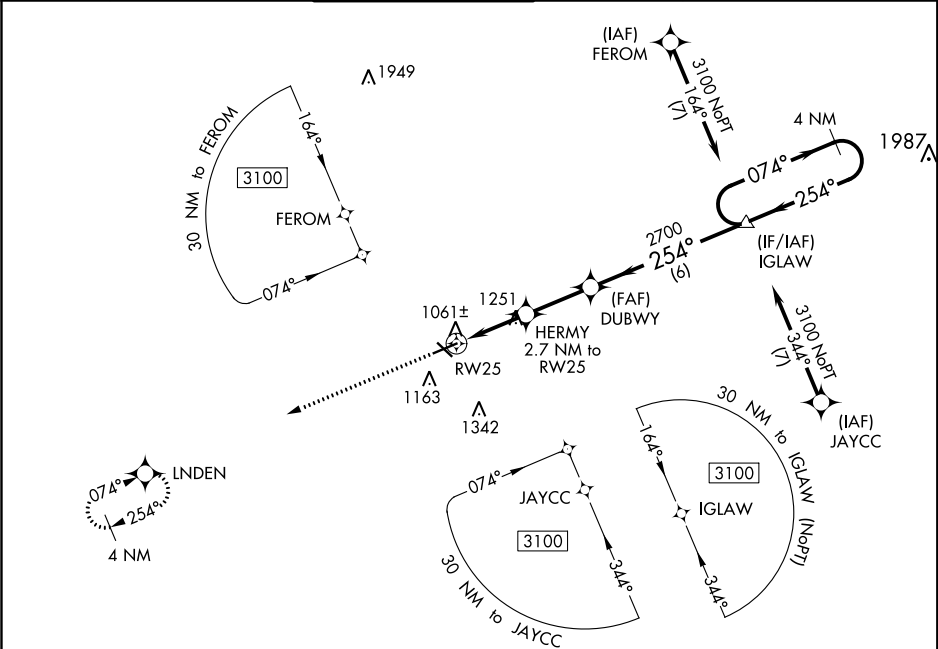 (IAF)
FEROM
3100 NoPT
164°
(7)
1949
4 NM
1987
074°
254°
30 NM to FEROM
164°
3100
FEROM
074°
2700
254°
(6)
(IF/IAF)
IGLAW
(FAF)
DUBWY
1251
HERMY
2.7 NM to
RW25
1061±
RW25
3100 NoPT
344°
(7)
(IAF)
JAYCC
1163
1342
LNDEN
074°
254°
4 NM
074°
JAYCC
3100
344°
30 NM to JAYCC
164°
3100
IGLAW
344°
30 NM to IGLAW (NoPT)